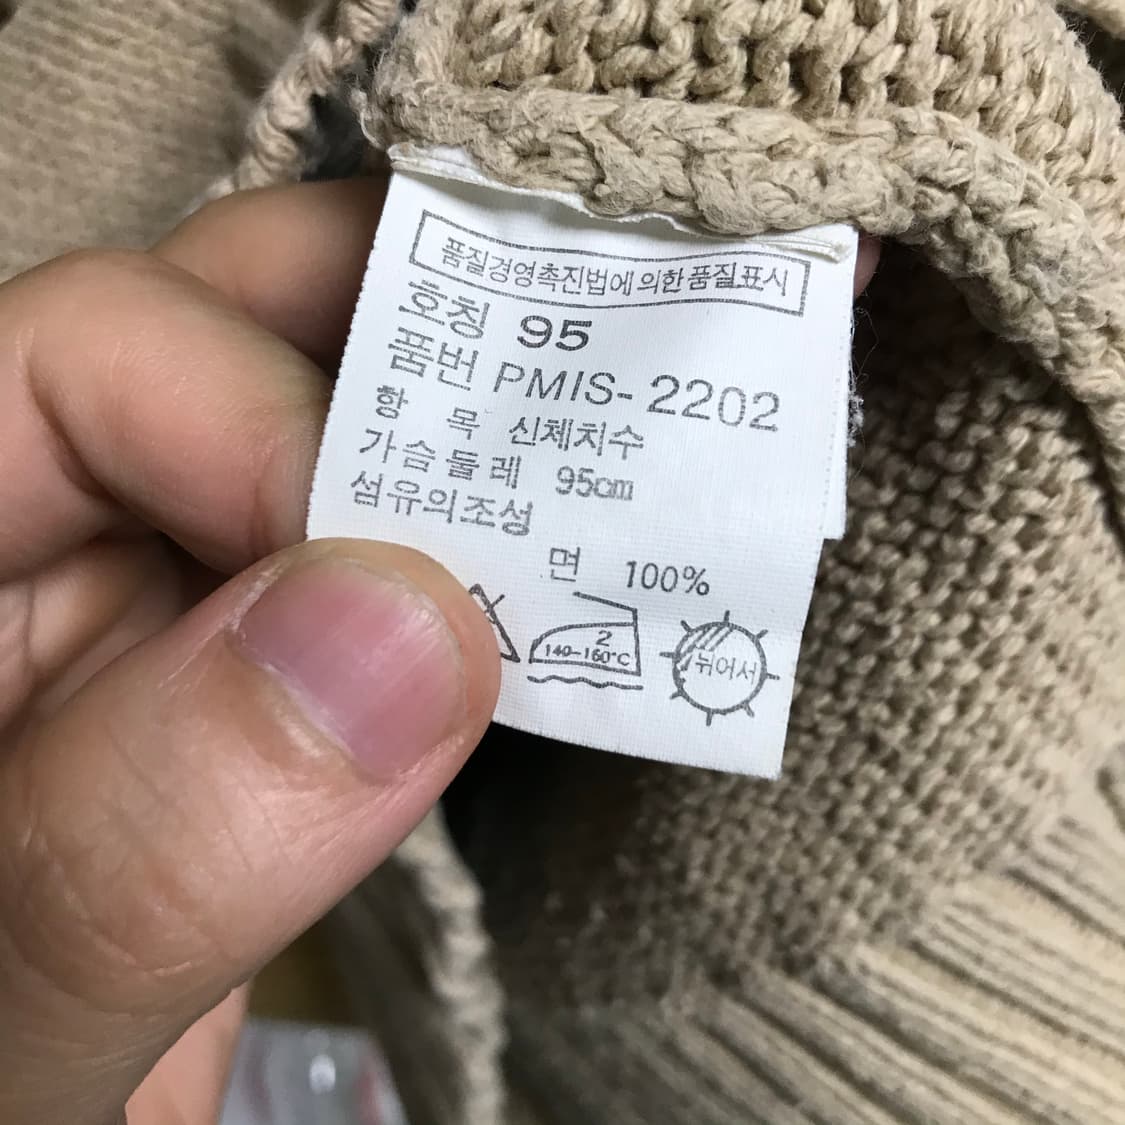 품질경영촉진법에의한품질표시
호칭 95
품번 PMIS-2202
항 목 신체치수
가슴둘레 95cm
섬유의조성
면 100%
2
140-160°C
뉘어서